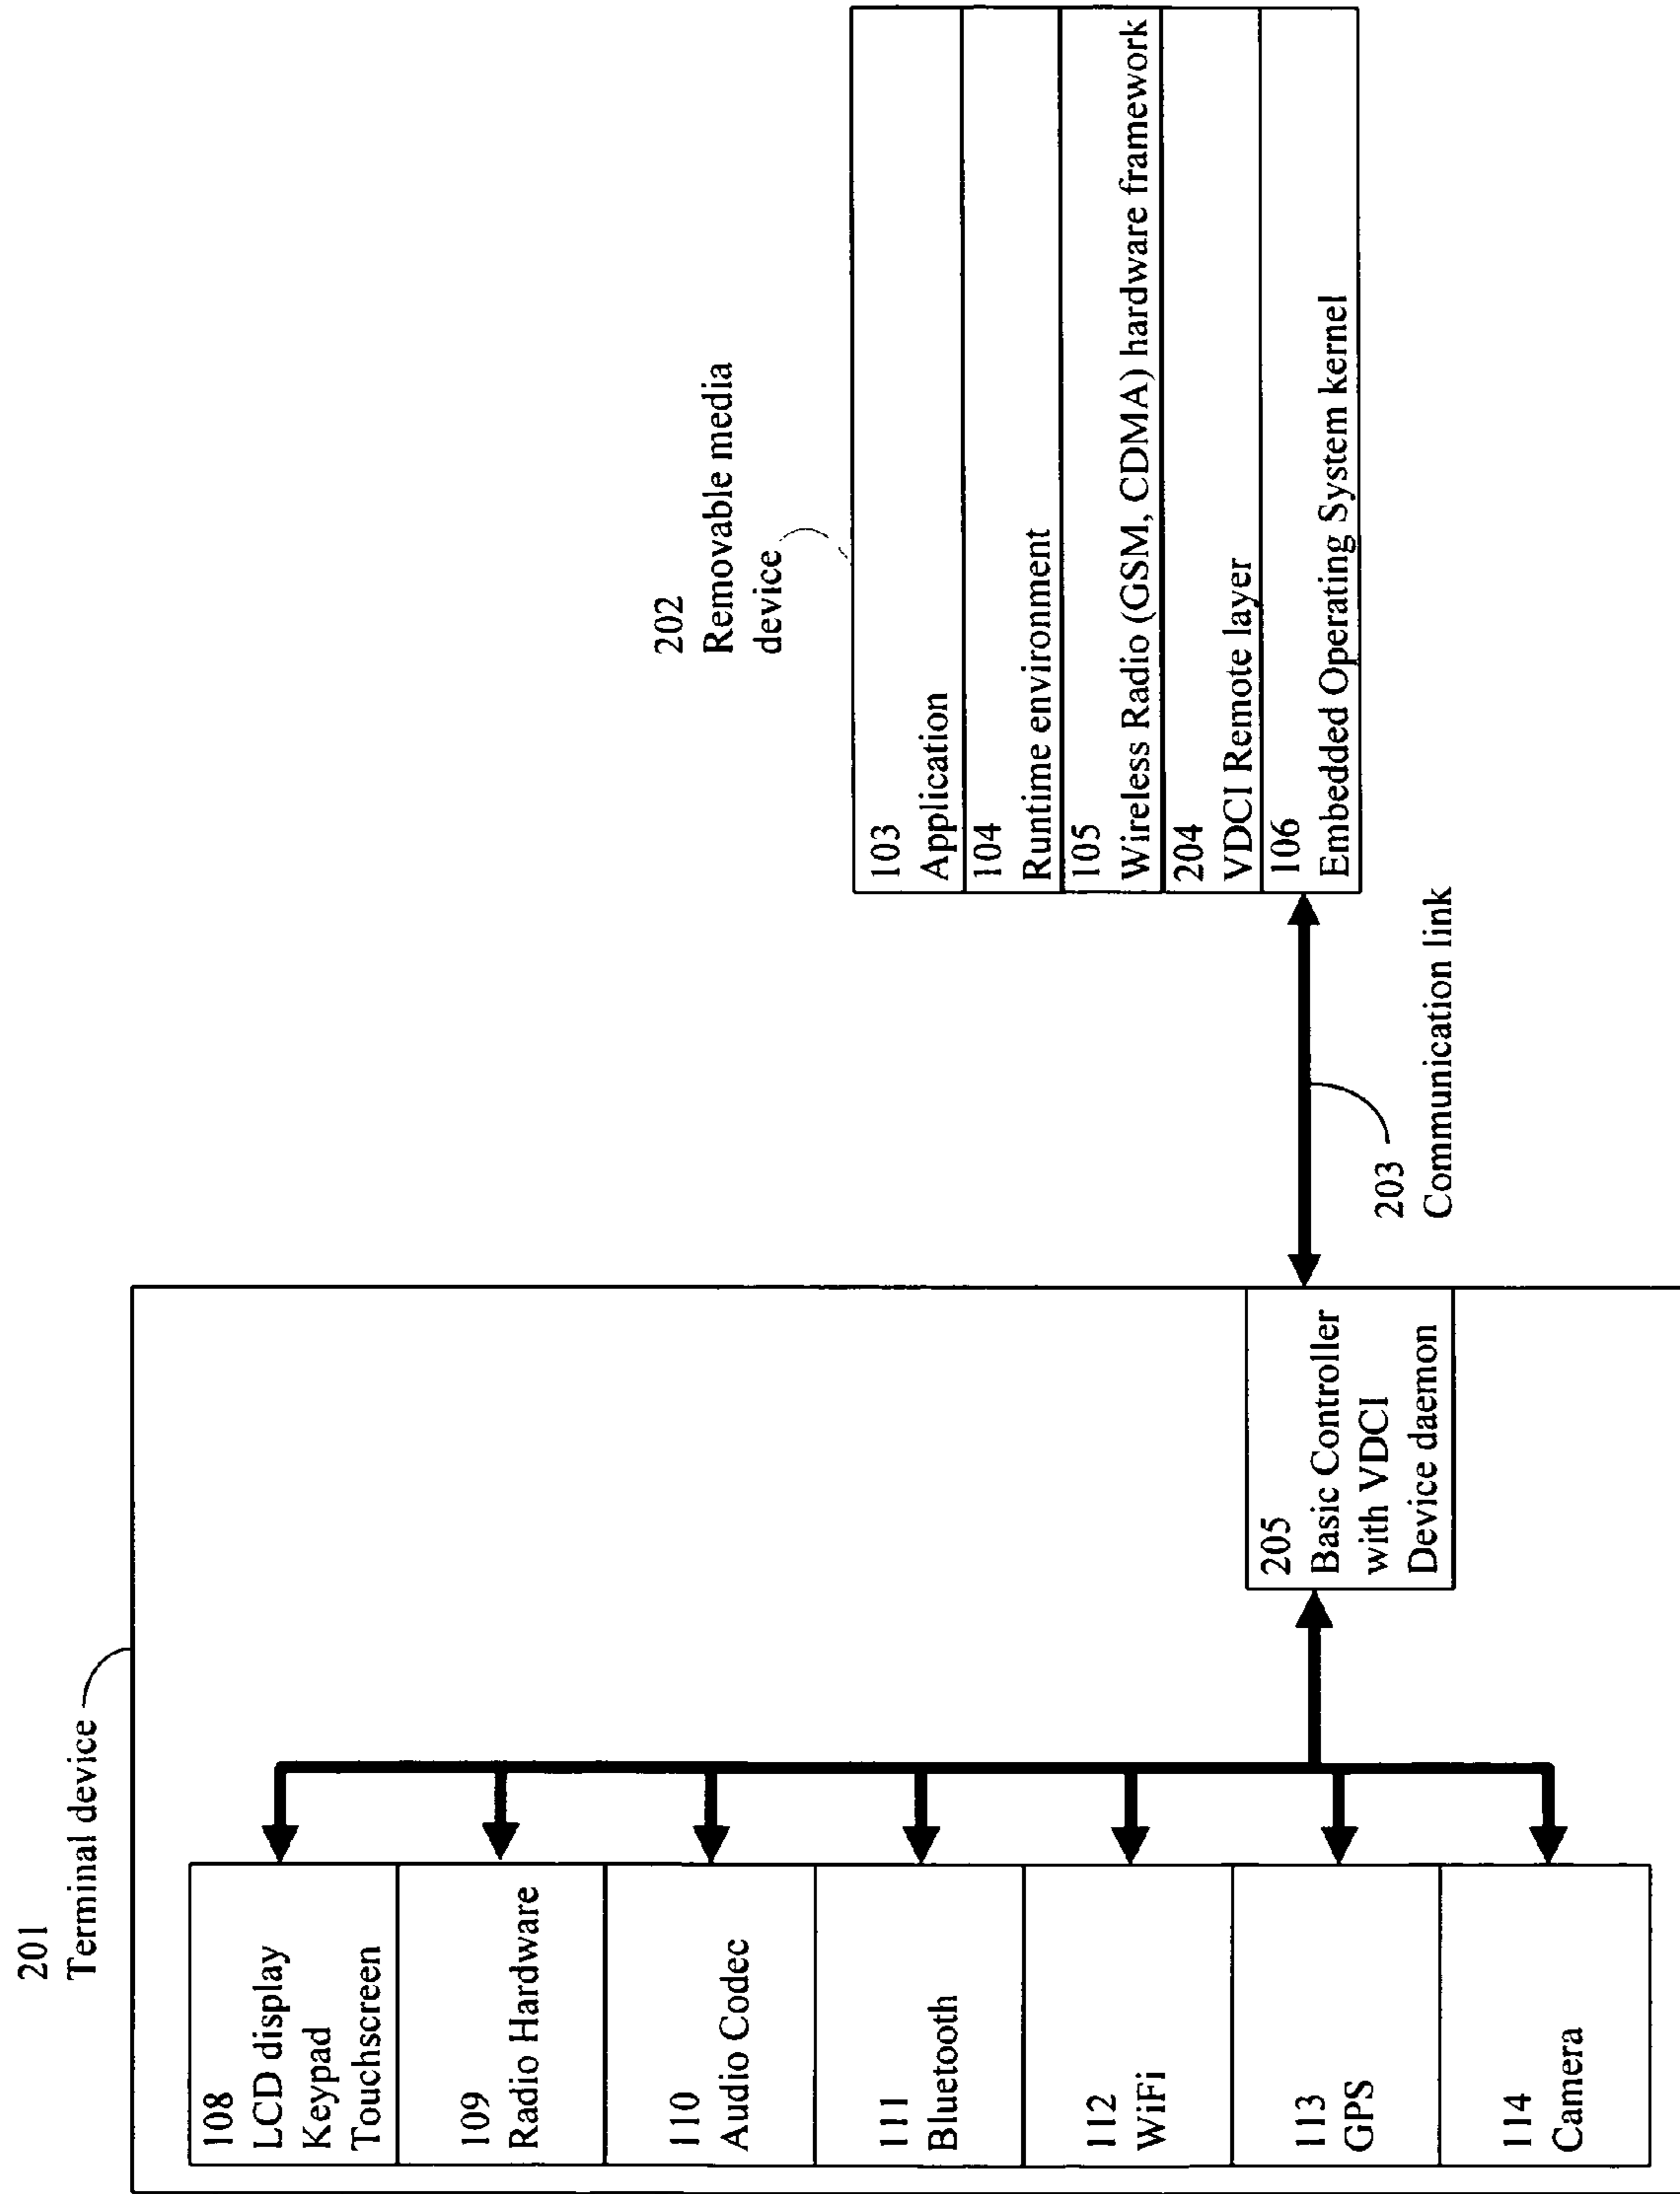 201
Terminal device
108
LCD display
Keypad
Touchscreen
109
Radio Hardware
110
Audio Codec
111
Bluetooth
112
WiFi
113
GPS
114
Camera
205
Basic Controller
with VDCI
Device daemon
203
Communication link
202
Removable media
device
103
Application
104
Runtime environment
105
Wireless Radio (GSM, CDMA) hardware framework
204
VDCI Remote layer
106
Embedded Operating System kernel